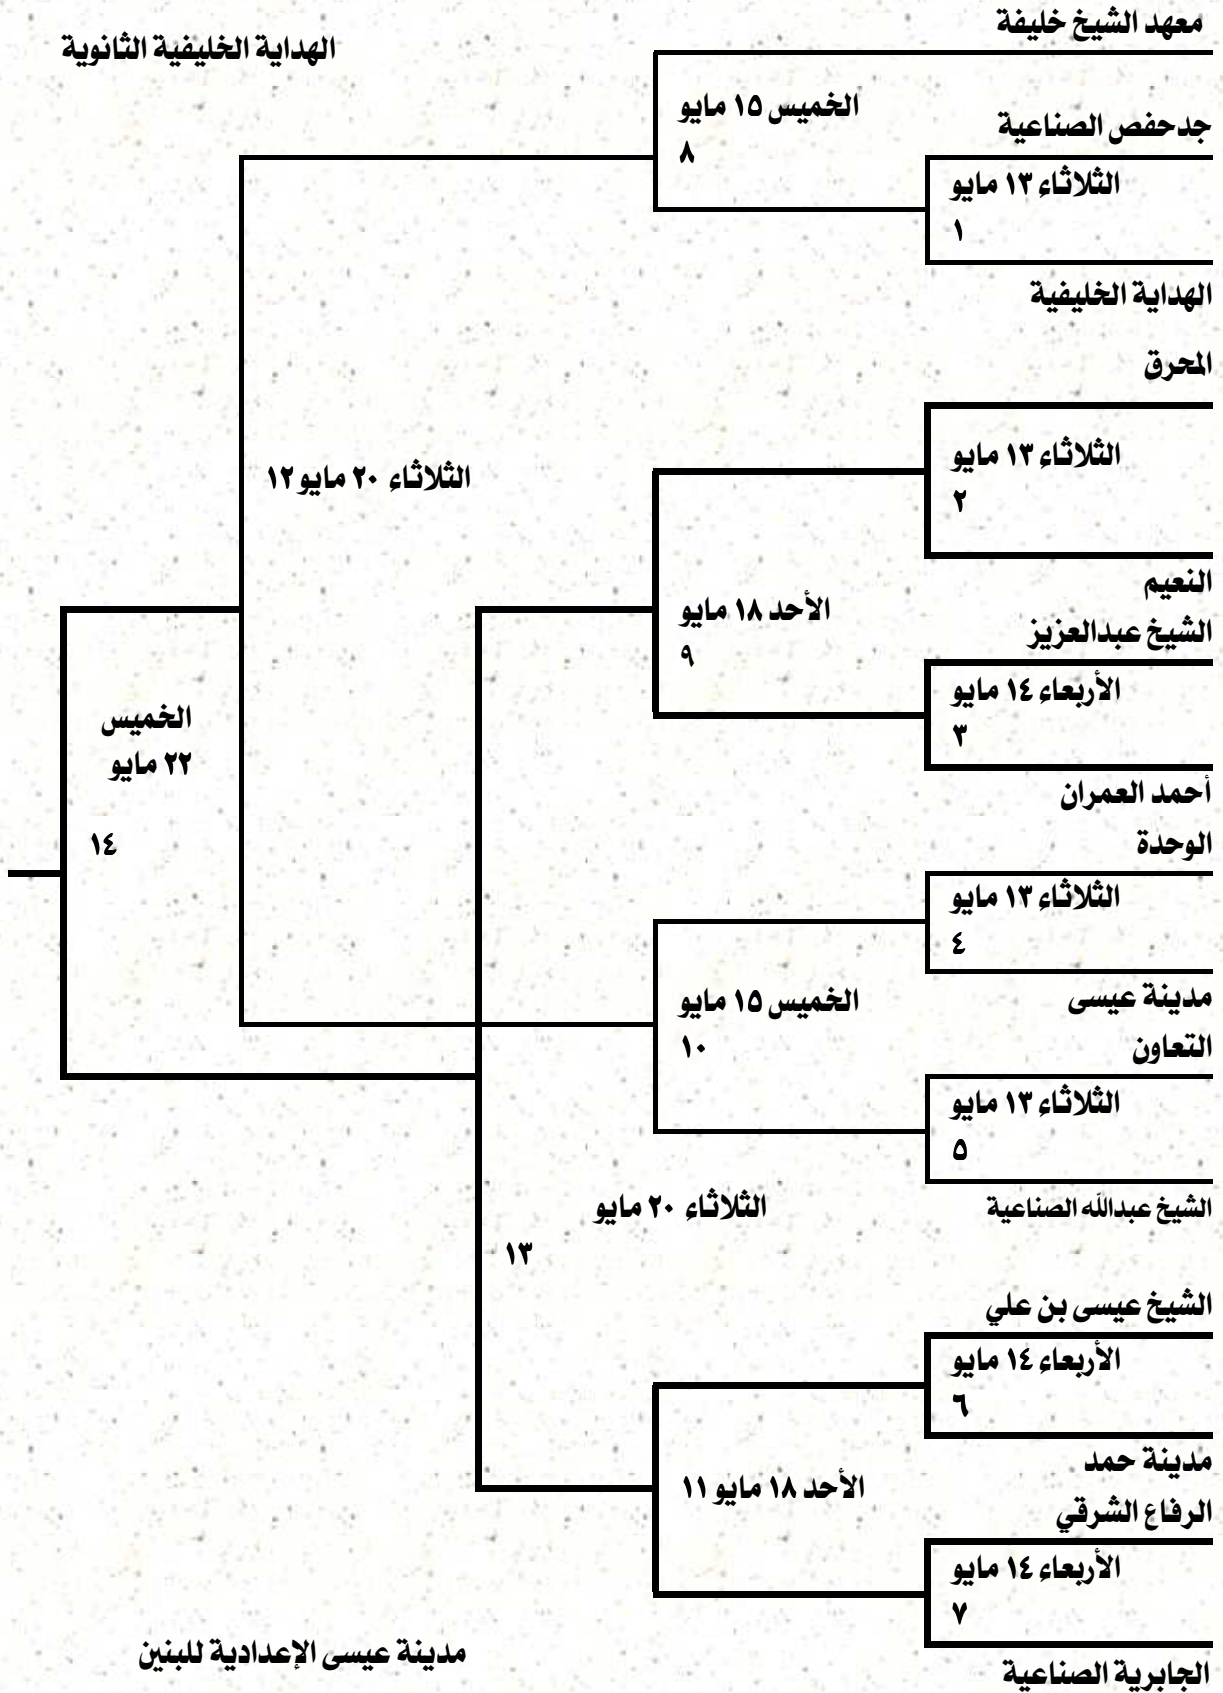 معهد الشيخ خليفة
الهداية الخليفية الثانوية
الخميس ١٥ مايو
٨
جدحفص الصناعية
الثلاثاء ١٣ مايو
١
الهداية الخليفية
المحرق
الثلاثاء ١٣ مايو
٢
الثلاثاء ٢٠ مايو ١٢
النعيم
الأحد ١٨ مايو
٩
الشيخ عبدالعزيز
الأربعاء ١٤ مايو
٣
الخميس
٢٢ مايو
١٤
أحمد العمران
الوحدة
الثلاثاء ١٣ مايو
٤
مدينة عيسى
الخميس ١٥ مايو
١٠
التعاون
الثلاثاء ١٣ مايو
٥
الشيخ عبدالله الصناعية
الثلاثاء ٢٠ مايو
١٣
الشيخ عيسى بن علي
الأربعاء ١٤ مايو
٦
مدينة حمد
الأحد ١٨ مايو ١١
الرفاع الشرقي
الأربعاء ١٤ مايو
٧
الجابرية الصناعية
مدينة عيسى الإعدادية للبنين